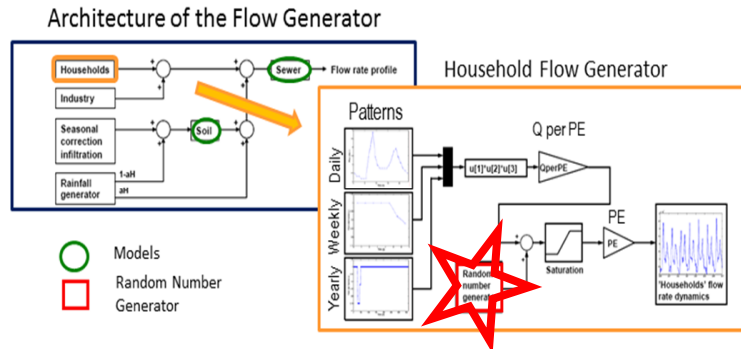 Architecture of the Flow Generator
Households
Industry
Seasonal
correction
infiltration
Rainfall
generator
1-aH
aH
Soil
Sewer
Flow rate profile
+
+
+
+
+
+
+
+
Models
Random Number
Generator
Household Flow Generator
Patterns
Daily
Weekly
Yearly
u[1]*u[2]*u[3]
Q per PE
QperPE
Random
number
generator
+
+
Saturation
PE
PE
'Households' flow
rate dynamics